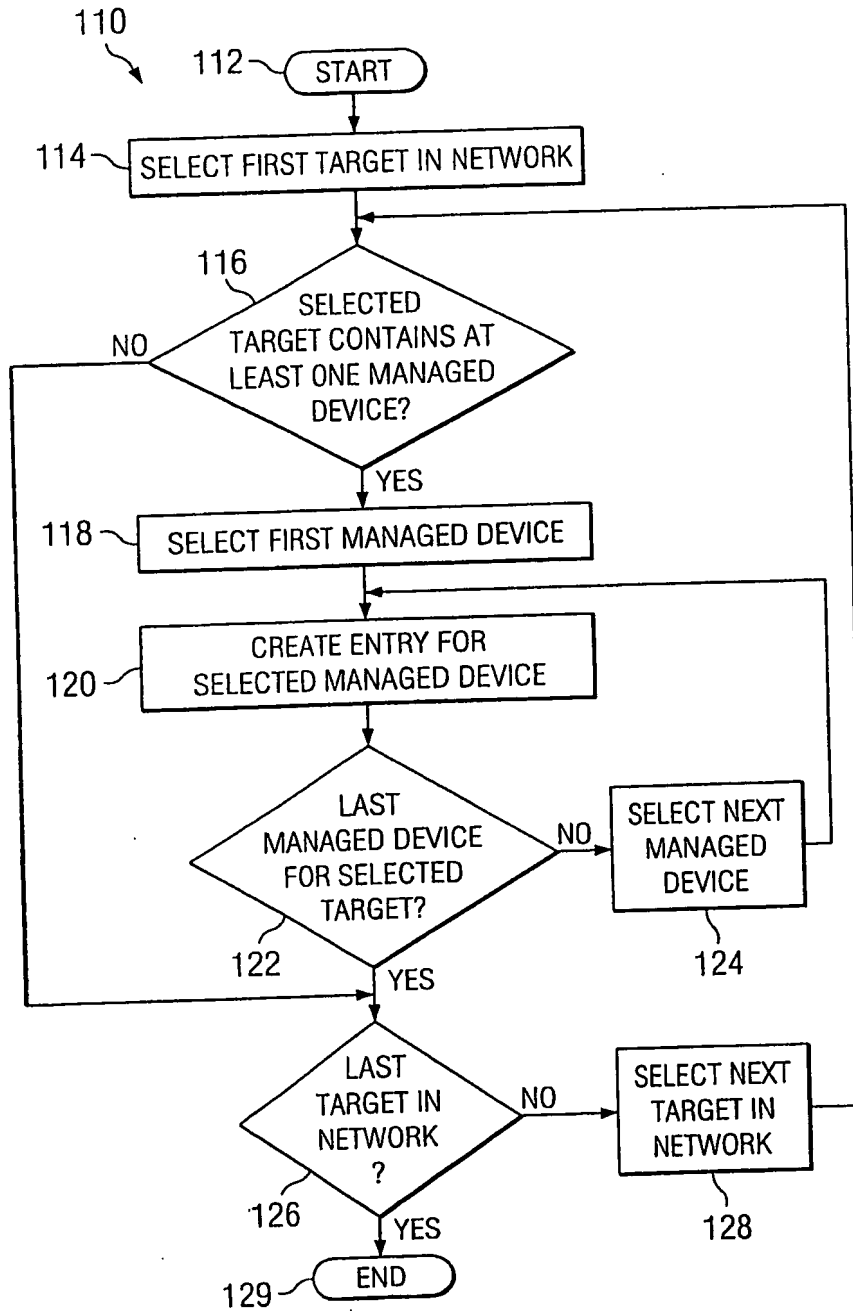 110
112
START
114
SELECT FIRST TARGET IN NETWORK
116
SELECTED
TARGET CONTAINS AT
LEAST ONE MANAGED
DEVICE?
NO
YES
118
SELECT FIRST MANAGED DEVICE
120
CREATE ENTRY FOR
SELECTED MANAGED DEVICE
LAST
MANAGED DEVICE
FOR SELECTED
TARGET?
NO
SELECT NEXT
MANAGED
DEVICE
122
YES
124
LAST
TARGET IN
NETWORK
?
NO
SELECT NEXT
TARGET IN
NETWORK
126
YES
128
129
END